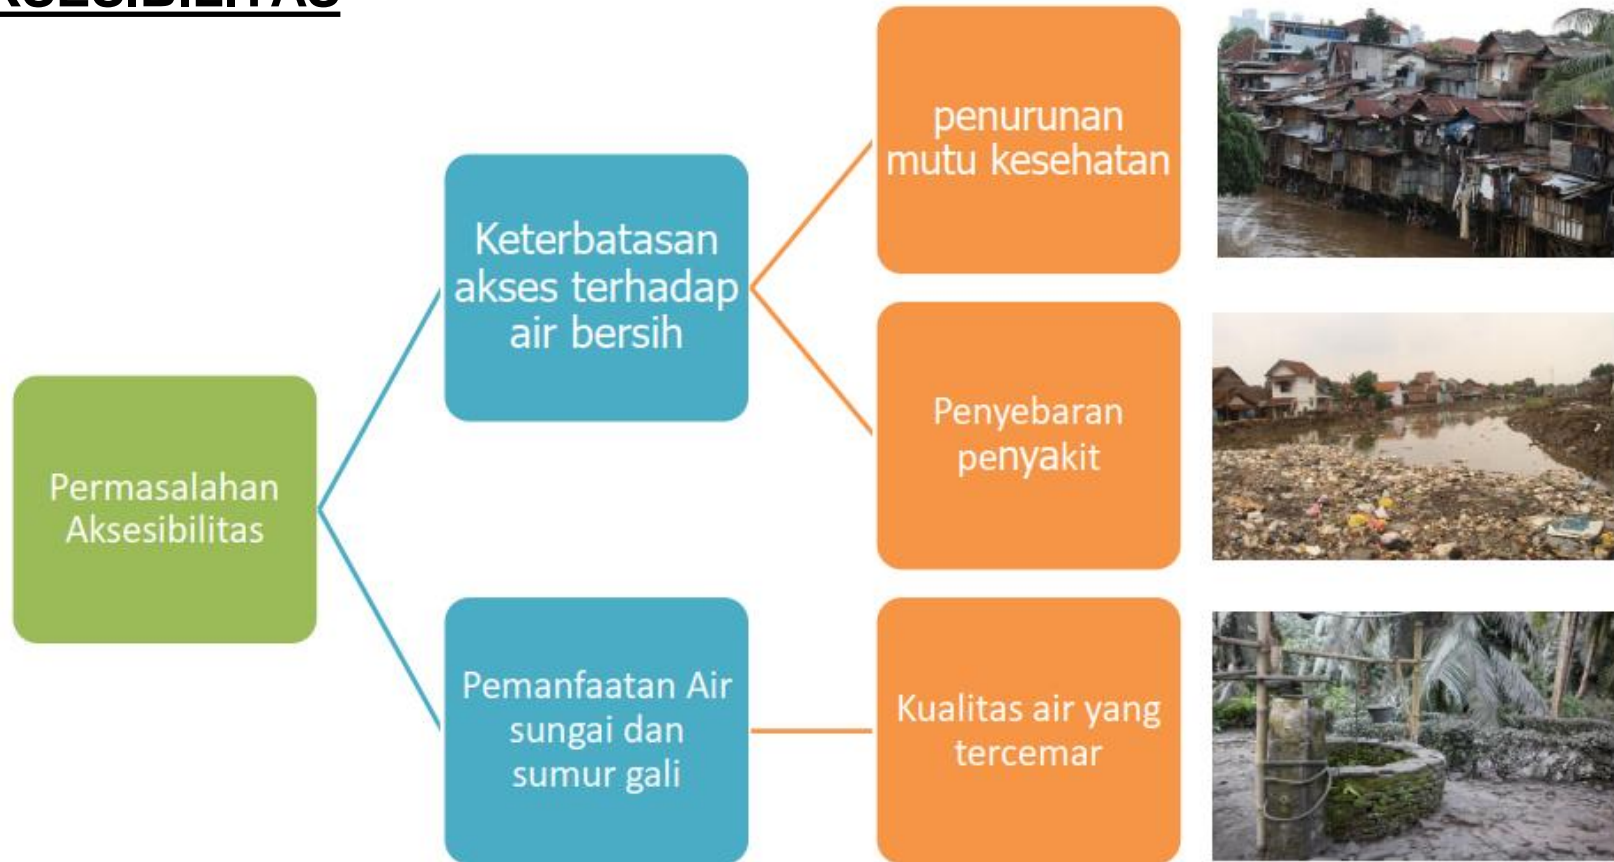 KSESIBILITAS
Permasalahan
Aksesibilitas
Keterbatasan
akses terhadap
air bersih
penurunan
mutu kesehatan
Penyebaran
penyakit
Pemanfaatan Air
sungai dan
sumur gali
Kualitas air yang
tercemar